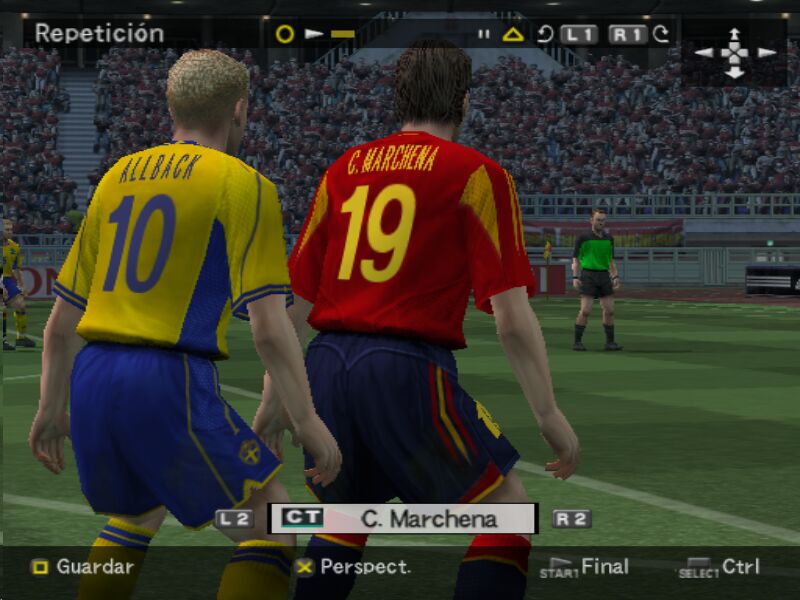 Repetición
L1 R1
ALLBACK
10
C. MARCHENA
19
L2 CT C. Marchena R2
Guardar Perspect. START Final SELECT Ctrl